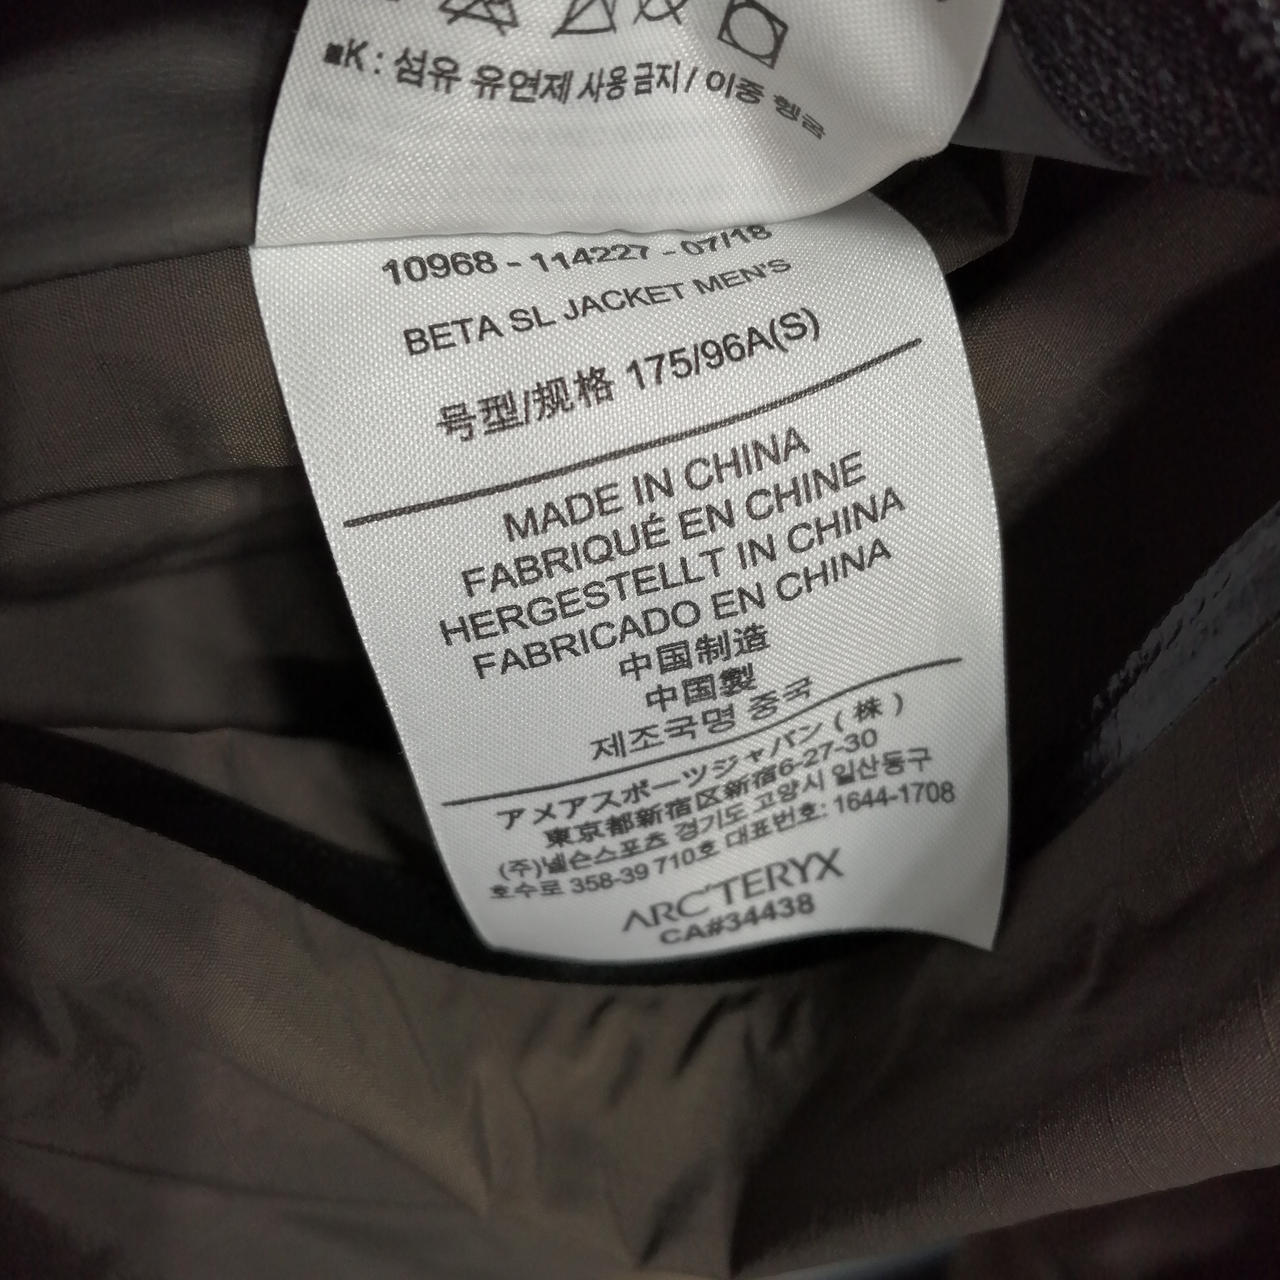 주 : 섬유 유연제 사용 금지 / 이중 헹굼
10968 - 114227 - 07/18
BETA SL JACKET MEN'S
号型/规格 175/96A(S)
MADE IN CHINA
FABRIQUÉ EN CHINE
HERGESTELLT IN CHINA
FABRICADO EN CHINA
中国制造
中国製
제조국명 중국
アメアスポーツジャパン ( 株 )
東京都新宿区新宿6-27-30
(주)넬슨스포츠 경기도 고양시 일산동구
호수로 358-39 710호 대표번호: 1644-1708
ARC'TERYX
CA#34438